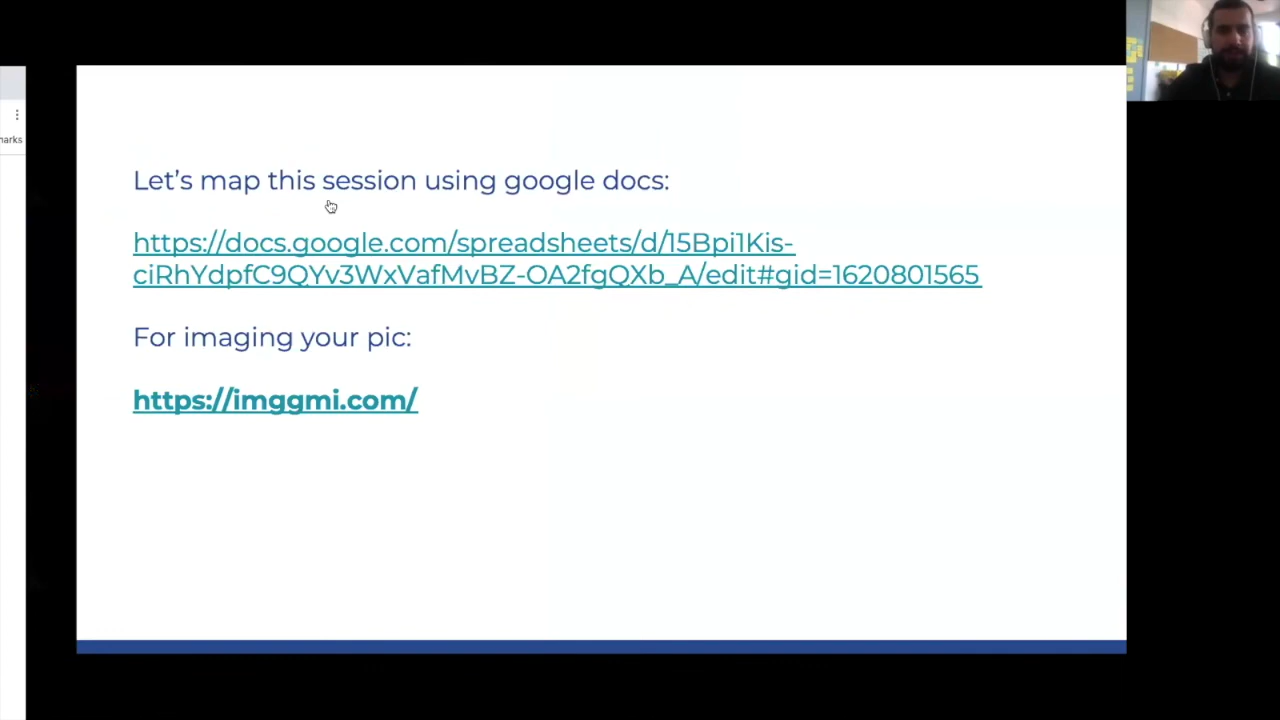 Let's map this session using google docs:
https://docs.google.com/spreadsheets/d/15Bpi1Kis-
ciRhYdpfC9QYv3WxVafMvBZ-OA2fgQXb_A/edit#gid=1620801565
For imaging your pic:
https://imggmi.com/
marks